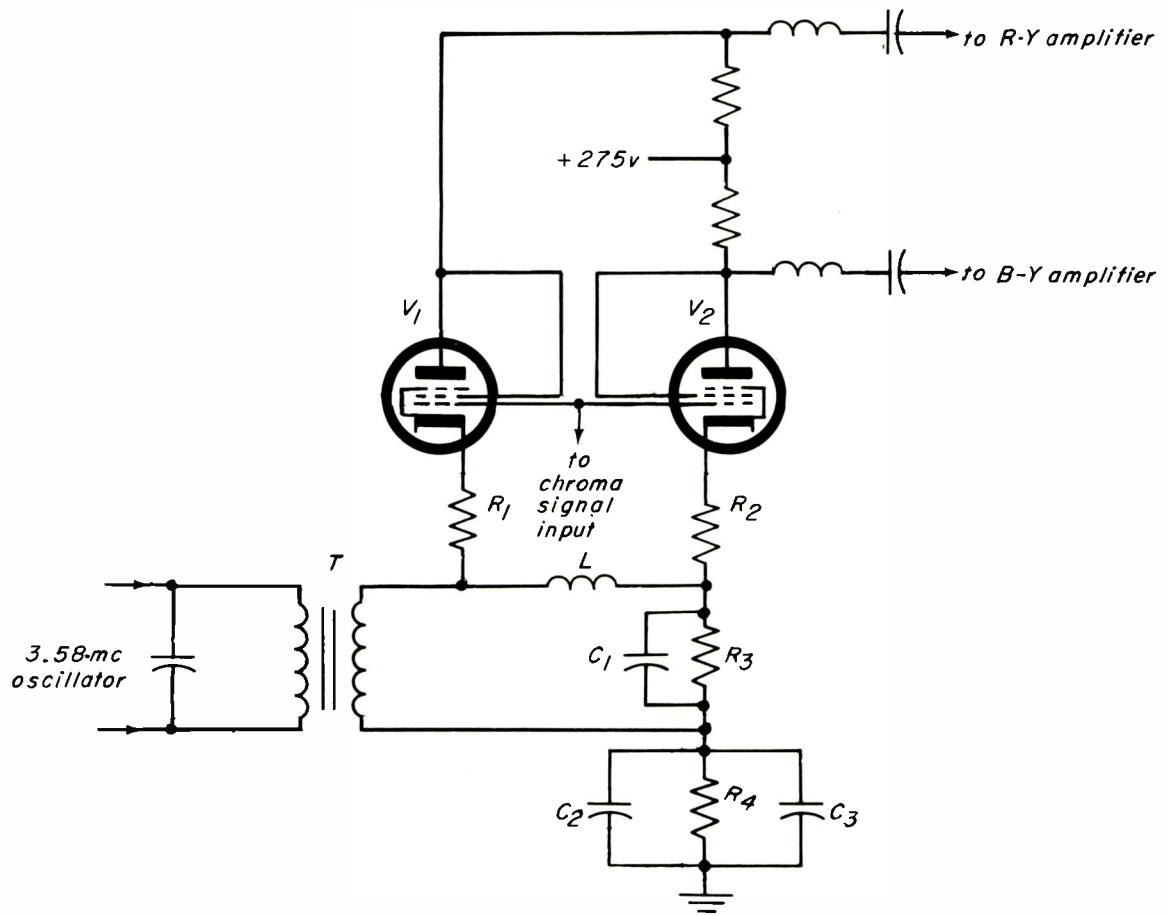 to R-Y amplifier
+275v
to B-Y amplifier
V1
V2
to
chroma
signal
input
R1
R2
T
L
3.58-mc
oscillator
C1
R3
C2
R4
C3